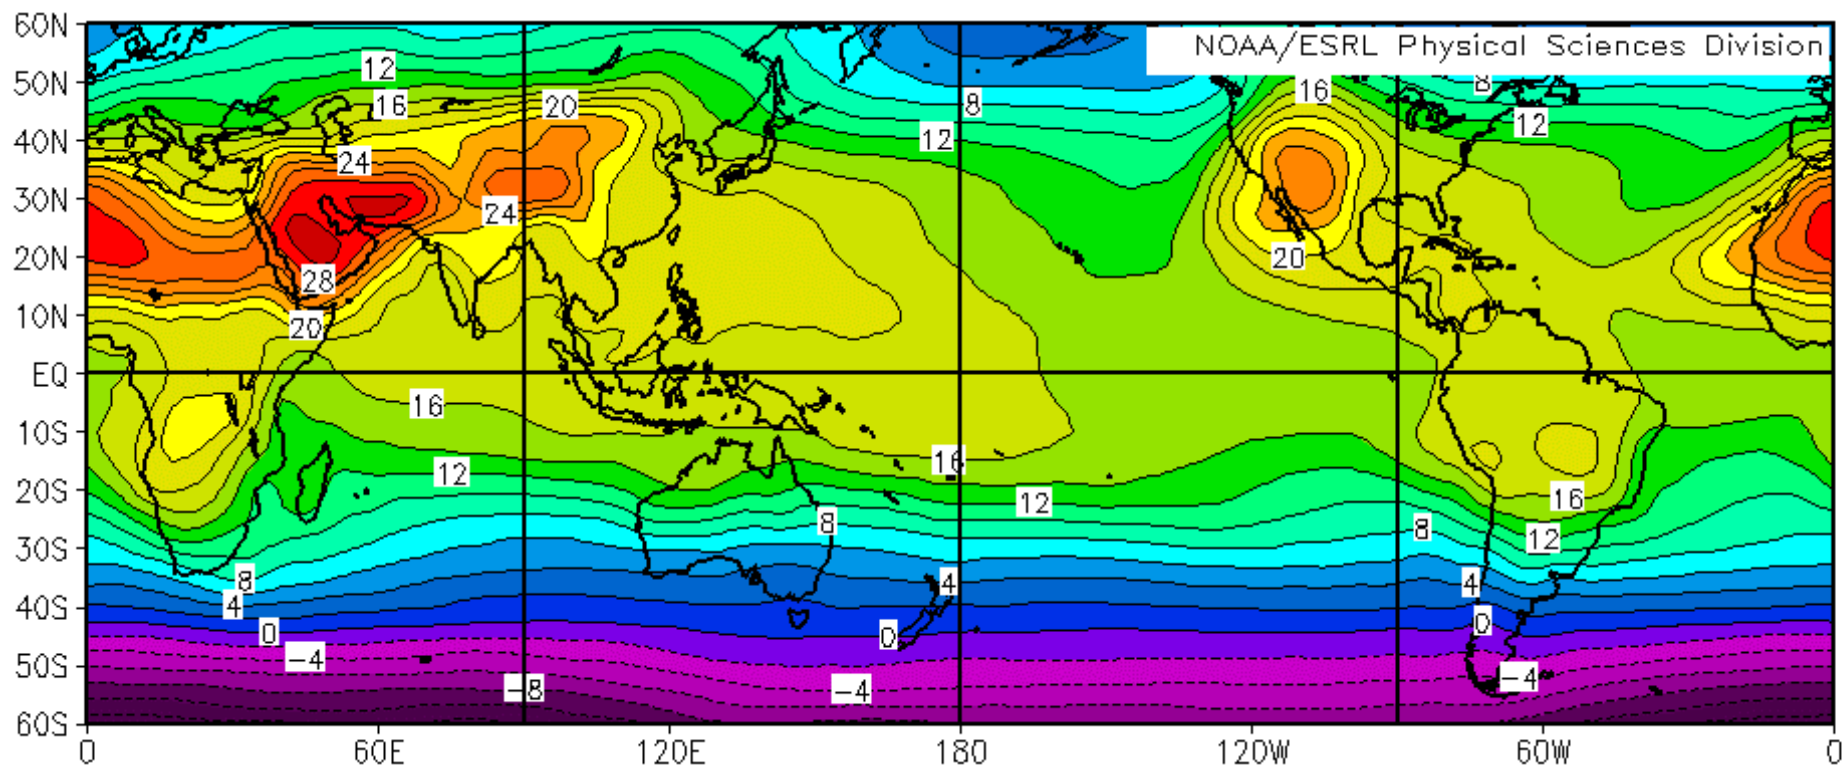 60N
NOAA/ESRL Physical Sciences Division
12
50N
16 20 8 16 8
12 12
40N
24
30N
24
20N
20
28
10N
20
EQ
16
10S
12 16
20S
12 16
8 8
30S
12
8 4 4
40S
4
0 0 0
50S
-4
-8 -4 -4
60S
0 60E 120E 180 120W 60W 0